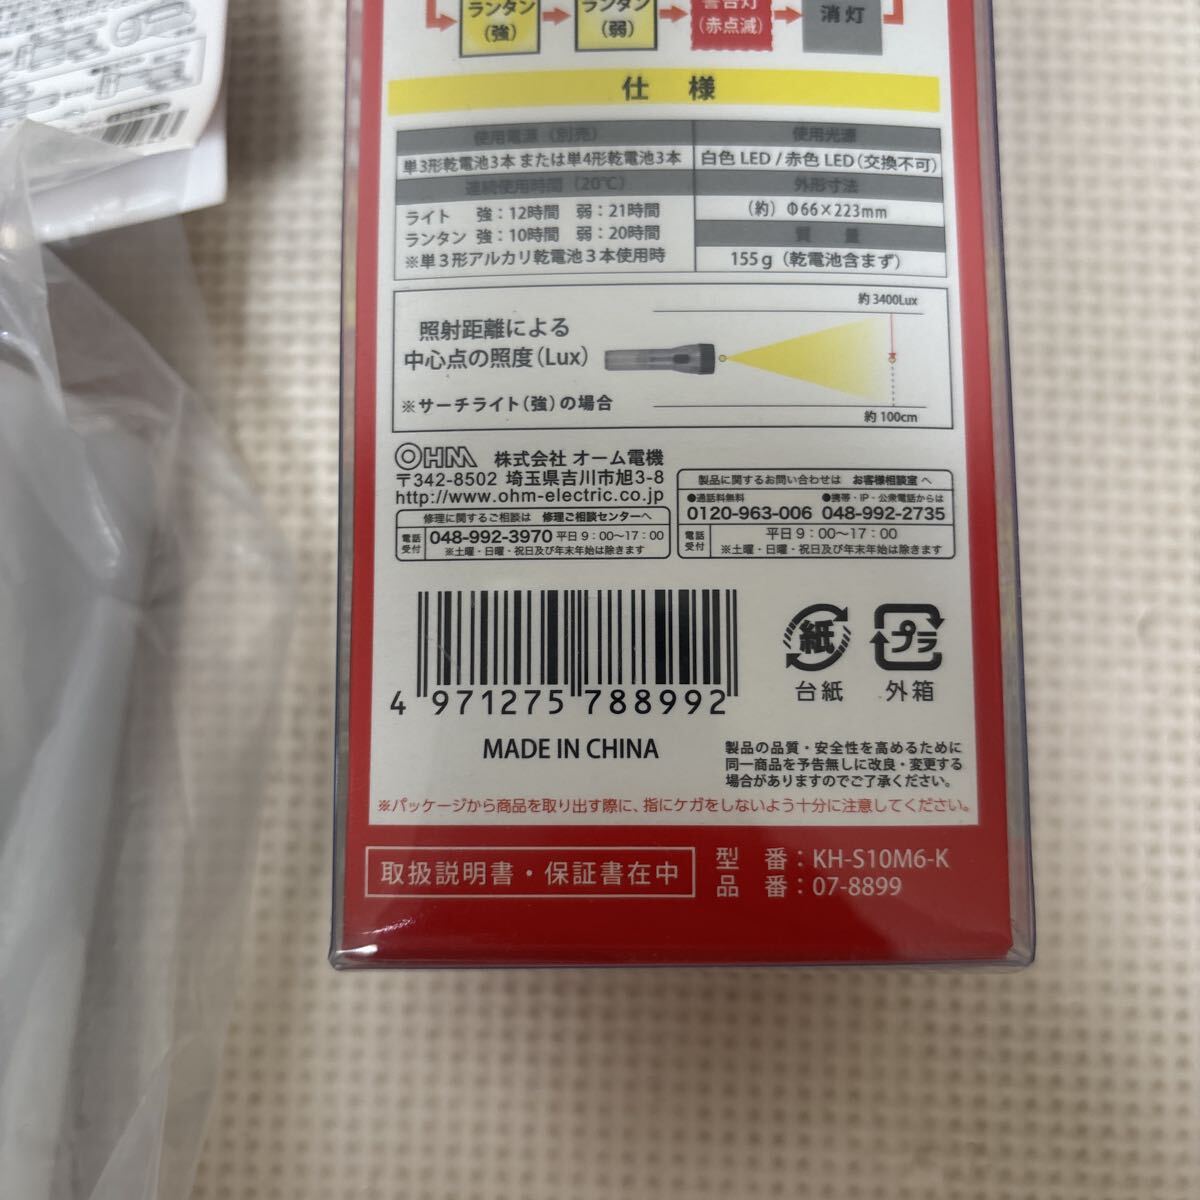 ランタン
(強)
ランタン
(弱)
警告灯
(赤点滅)
消灯
仕 様
使用電源(別売)
単3形乾電池3本 または単4形乾電池3本
連続使用時間(20℃)
ライト 強:12時間 弱:21時間
ランタン 強:10時間 弱:20時間
※単3形アルカリ乾電池3本使用時
使用光源
白色 LED / 赤色 LED (交換不可)
外形寸法
(約) Φ66×223mm
質 量
155g (乾電池含まず)
照射距離による
中心点の照度(Lux)
※サーチライト(強)の場合
約 3400Lux
約 100cm
OHM 株式会社 オーム電機
〒342-8502 埼玉県吉川市旭3-8
http://www.ohm-electric.co.jp
修理に関するご相談は 修理ご相談センターへ
電話受付 048-992-3970 平日9:00〜17:00
※土曜・日曜・祝日及び年末年始は除きます
製品に関するお問い合わせは お客様相談室 へ
●通話料無料 ●携帯・IP・公衆電話からは
0120-963-006 048-992-2735
電話受付 平日9:00〜17:00
※土曜・日曜・祝日及び年末年始は除きます
4 971275 788992
紙
台紙
プラ
外箱
MADE IN CHINA
製品の品質・安全性を高めるために
同一商品を予告無しに改良・変更する
場合がありますのでご了承ください。
※パッケージから商品を取り出す際に、指にケガをしないよう十分に注意してください。
取扱説明書・保証書在中
型 番:KH-S10M6-K
品 番:07-8899